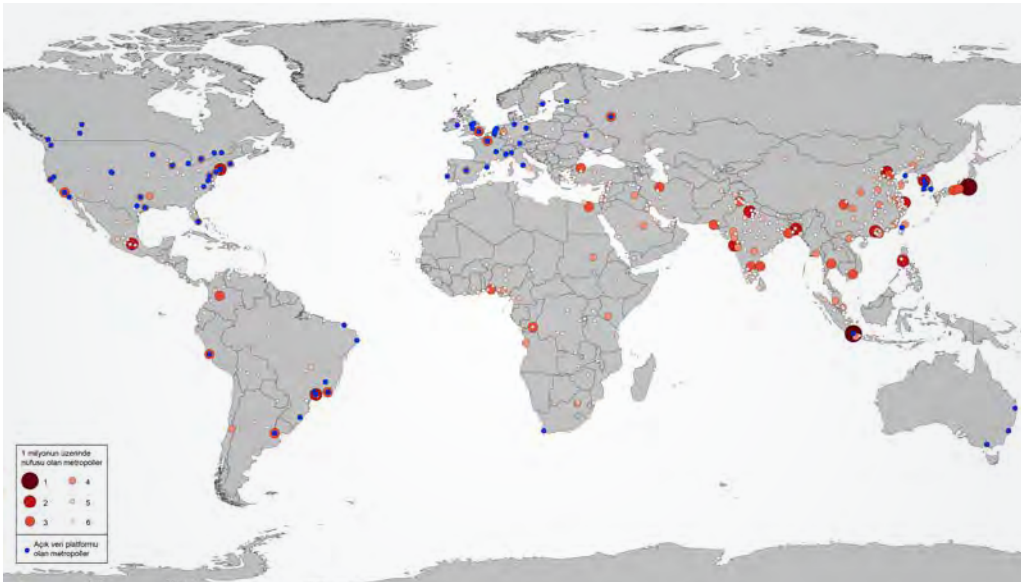 1 milyonun üzerinde
nüfusu olan metropoller
1 4
2 5
3 6
Açık veri platformu
olan metropoller